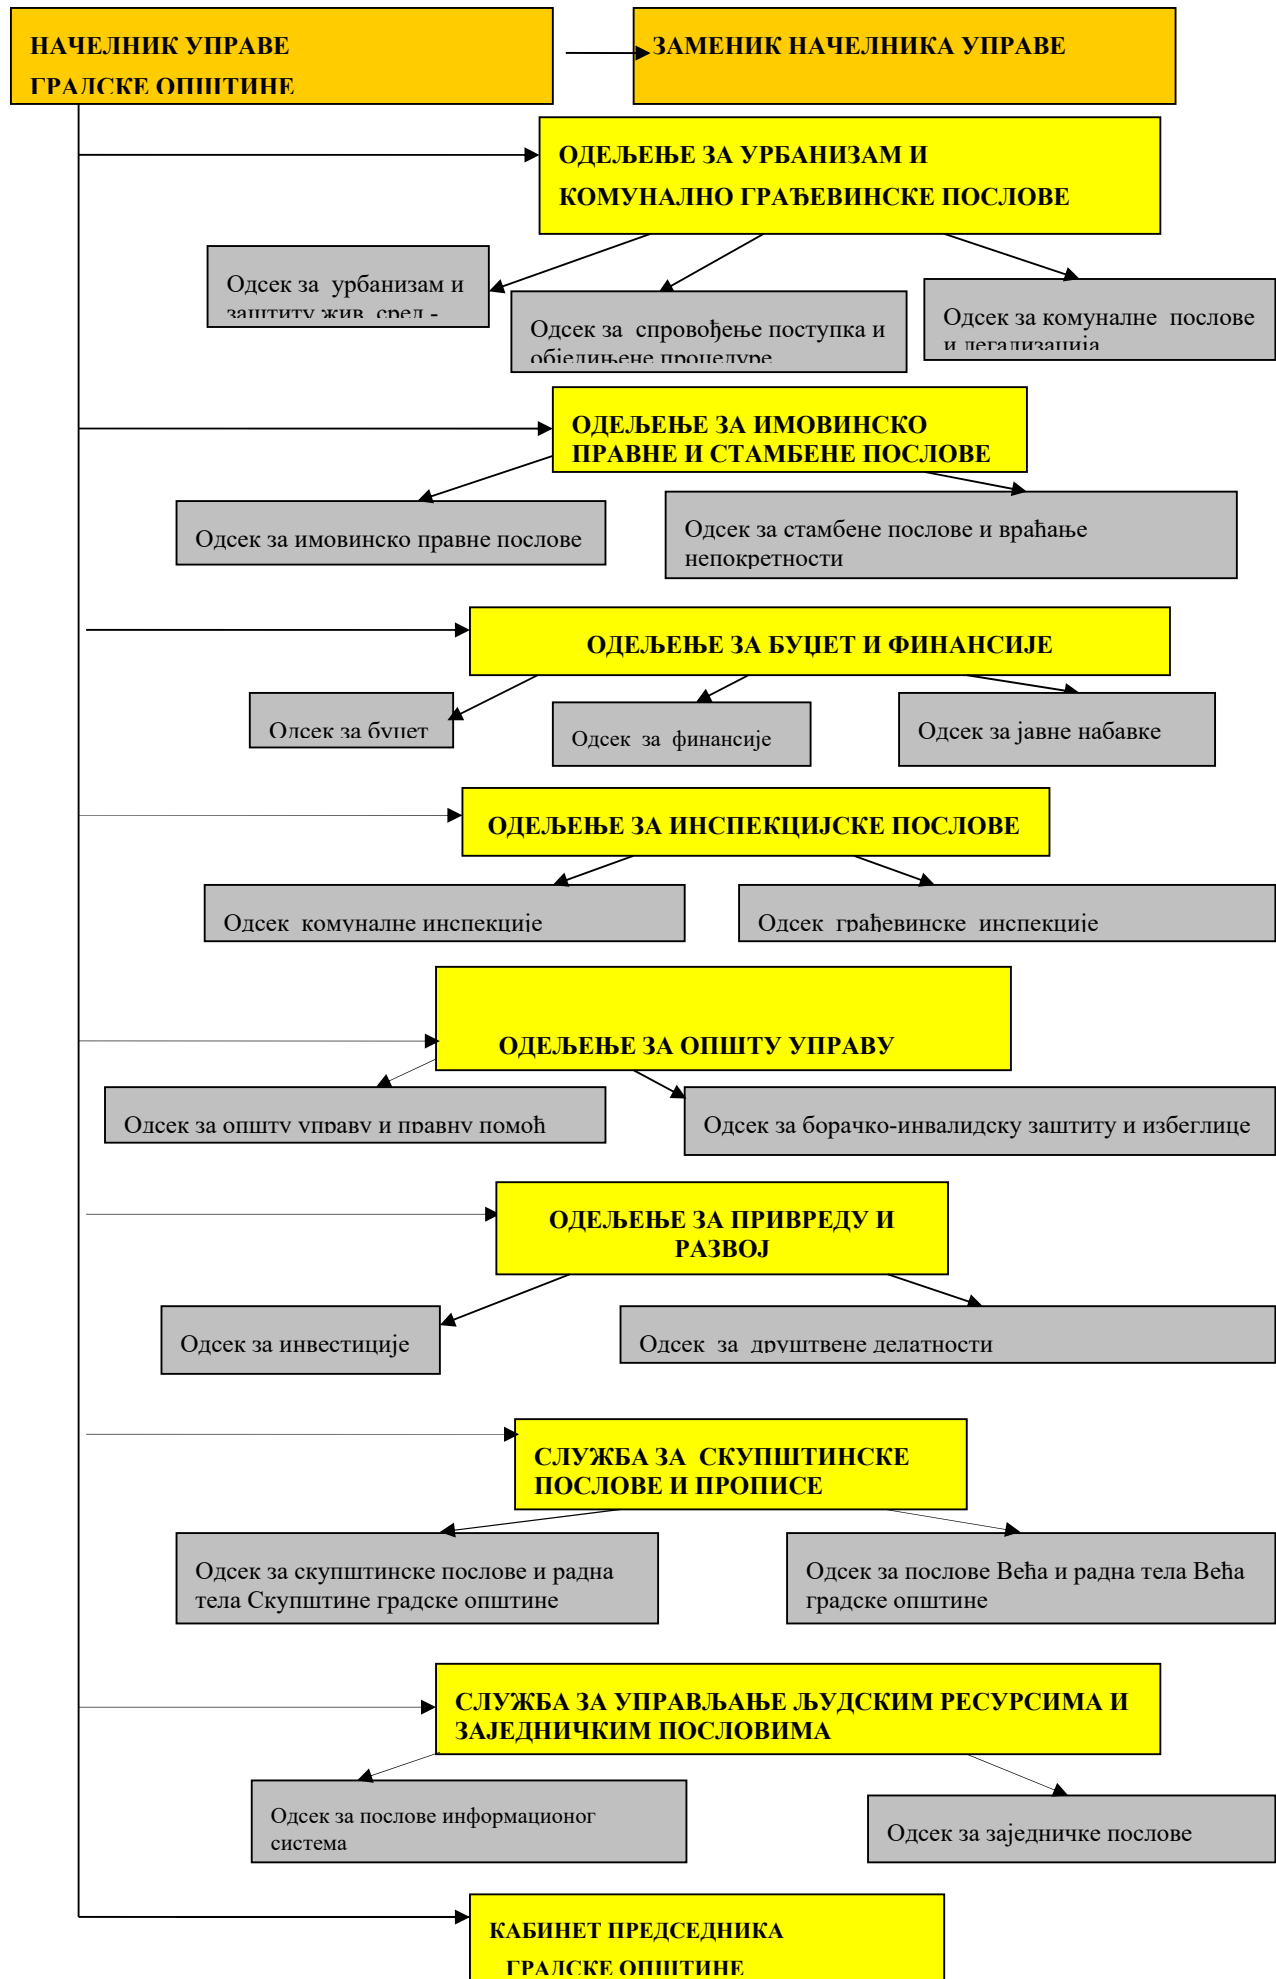 НАЧЕЛНИК УПРАВЕ
ГРАДСКЕ ОПШТИНЕ
ЗАМЕНИК НАЧЕЛНИКА УПРАВЕ
ОДЕЉЕЊЕ ЗА УРБАНИЗАМ И
КОМУНАЛНО ГРАЂЕВИНСКЕ ПОСЛОВЕ
Одсек за урбанизам и
заштиту жив. сред -
Одсек за спровођење поступка и
обједињене процедуре
Одсек за комуналне послове
и легализација
ОДЕЉЕЊЕ ЗА ИМОВИНСКО
ПРАВНЕ И СТАМБЕНЕ ПОСЛОВЕ
Одсек за имовинско правне послове
Одсек за стамбене послове и враћање
непокретности
ОДЕЉЕЊЕ ЗА БУЏЕТ И ФИНАНСИЈЕ
Одсек за буџет
Одсек за финансије
Одсек за јавне набавке
ОДЕЉЕЊЕ ЗА ИНСПЕКЦИЈСКЕ ПОСЛОВЕ
Одсек комуналне инспекције
Одсек грађевинске инспекције
ОДЕЉЕЊЕ ЗА ОПШТУ УПРАВУ
Одсек за општу управу и правну помоћ
Одсек за борачко-инвалидску заштиту и избеглице
ОДЕЉЕЊЕ ЗА ПРИВРЕДУ И
РАЗВОЈ
Одсек за инвестиције
Одсек за друштвене делатности
СЛУЖБА ЗА СКУПШТИНСКЕ
ПОСЛОВЕ И ПРОПИСЕ
Одсек за скупштинске послове и радна
тела Скупштине градске општине
Одсек за послове Већа и радна тела Већа
градске општине
СЛУЖБА ЗА УПРАВЉАЊЕ ЉУДСКИМ РЕСУРСИМА И
ЗАЈЕДНИЧКИМ ПОСЛОВИМА
Одсек за послове информационог
система
Одсек за заједничке послове
КАБИНЕТ ПРЕДСЕДНИКА
ГРАДСКЕ ОПШТИНЕ